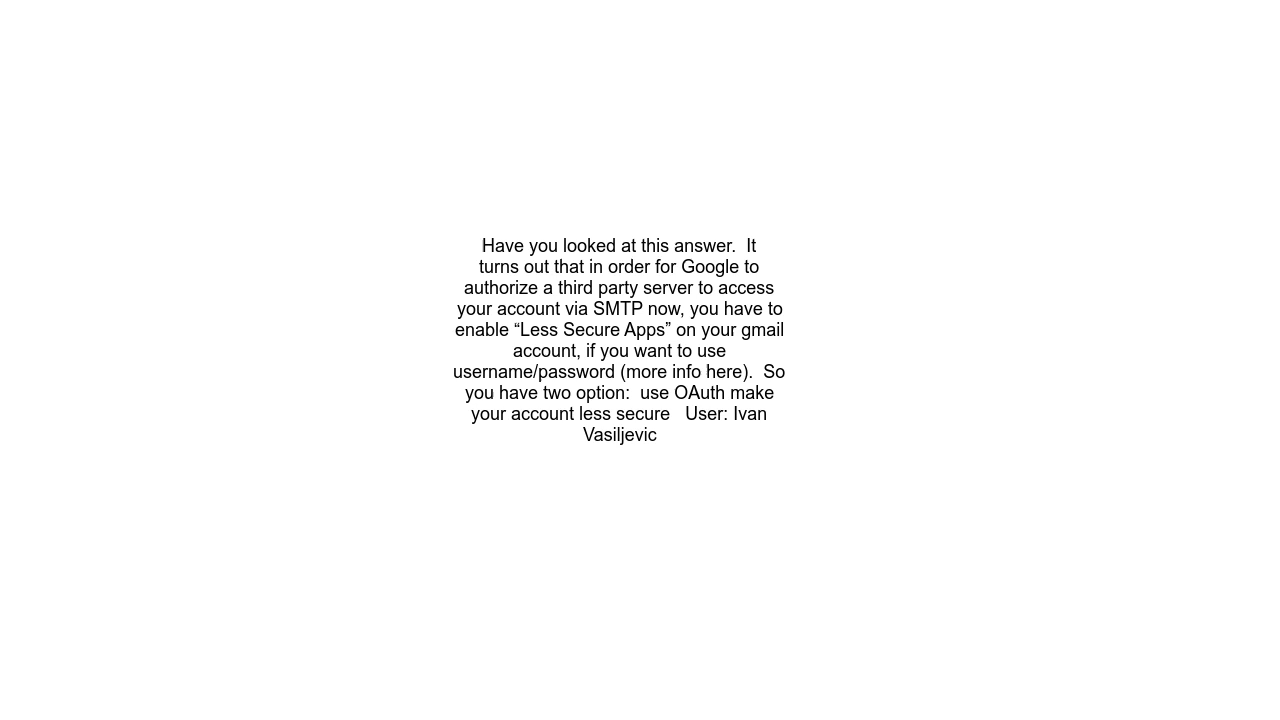 Have you looked at this answer.  It
turns out that in order for Google to
authorize a third party server to access
your account via SMTP now, you have to
enable “Less Secure Apps” on your gmail
account, if you want to use
username/password (more info here).  So
you have two option:  use OAuth make
your account less secure   User: Ivan
Vasiljevic